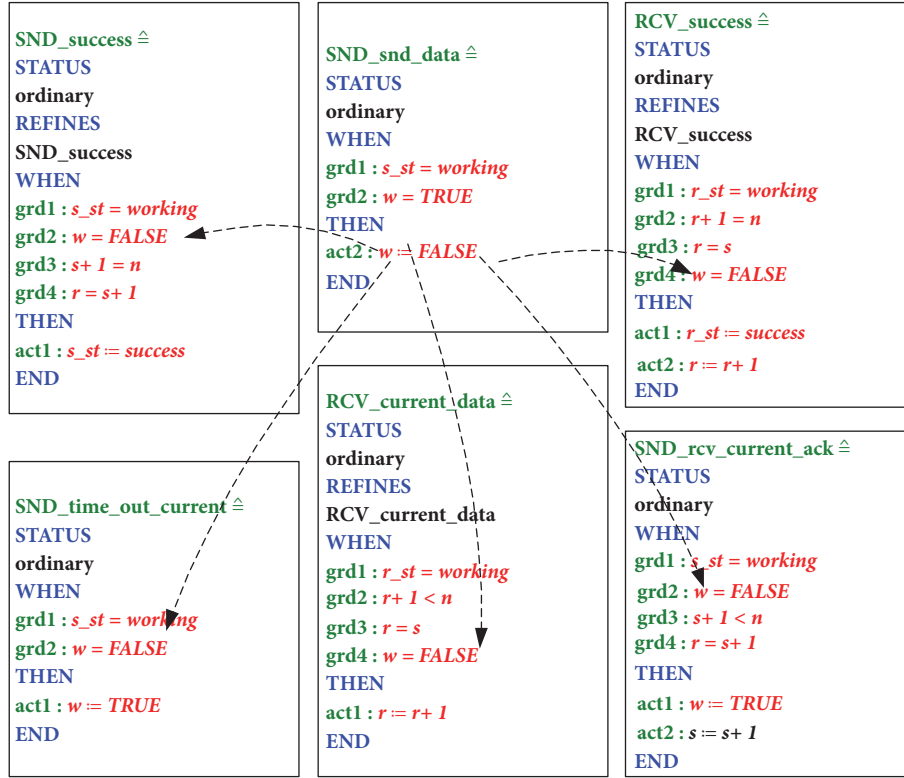 SND_success ≙
STATUS
ordinary
REFINES
SND_success
WHEN
grd1 : s_st = working
grd2 : w = FALSE
grd3 : s+ 1 = n
grd4 : r = s+ 1
THEN
act1 : s_st ≔ success
END
SND_snd_data ≙
STATUS
ordinary
WHEN
grd1 : s_st = working
grd2 : w = TRUE
THEN
act2 : w ≔ FALSE
END
RCV_success ≙
STATUS
ordinary
REFINES
RCV_success
WHEN
grd1 : r_st = working
grd2 : r+ 1 = n
grd3 : r = s
grd4 : w = FALSE
THEN
act1 : r_st ≔ success
act2 : r ≔ r+ 1
END
SND_time_out_current ≙
STATUS
ordinary
WHEN
grd1 : s_st = working
grd2 : w = FALSE
THEN
act1 : w ≔ TRUE
END
RCV_current_data ≙
STATUS
ordinary
REFINES
RCV_current_data
WHEN
grd1 : r_st = working
grd2 : r+ 1 < n
grd3 : r = s
grd4 : w = FALSE
THEN
act1 : r ≔ r+ 1
END
SND_rcv_current_ack ≙
STATUS
ordinary
WHEN
grd1 : s_st = working
grd2 : w = FALSE
grd3 : s+ 1 < n
grd4 : r = s+ 1
THEN
act1 : w ≔ TRUE
act2 : s ≔ s+ 1
END